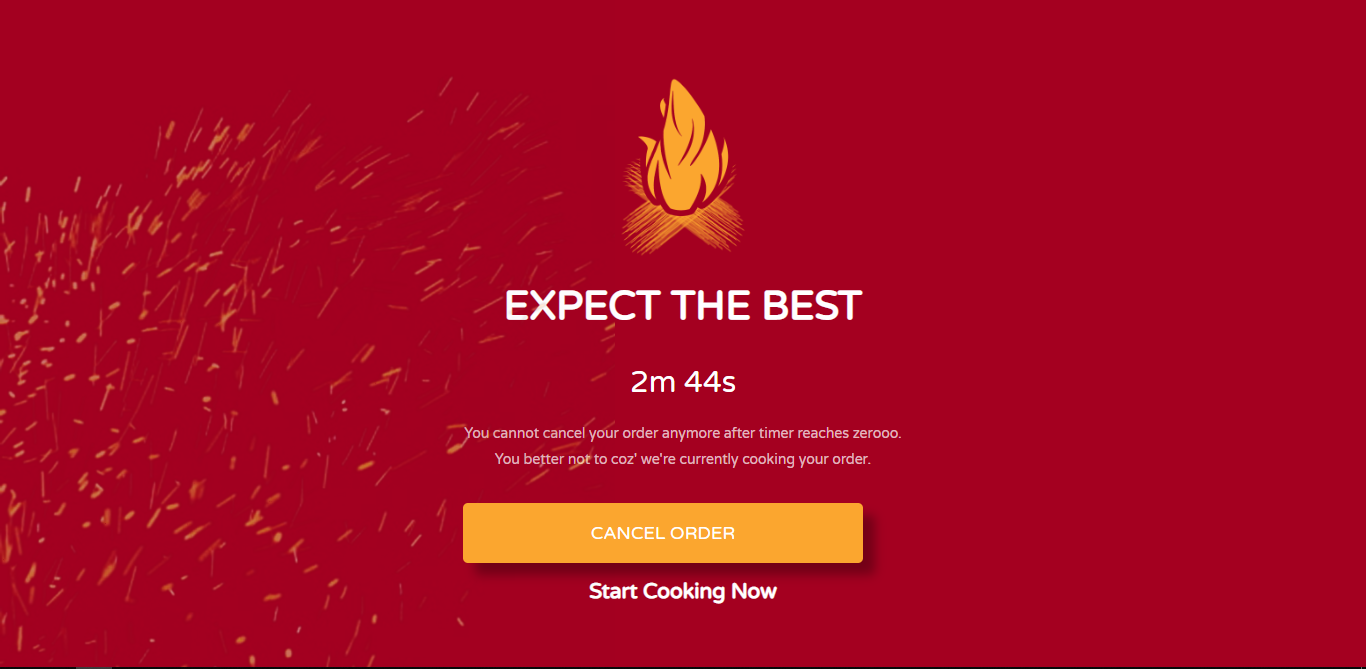 EXPECT THE BEST
2m 44s
You cannot cancel your order anymore after timer reaches zerooo.
You better not to coz' we're currently cooking your order.
CANCEL ORDER
Start Cooking Now